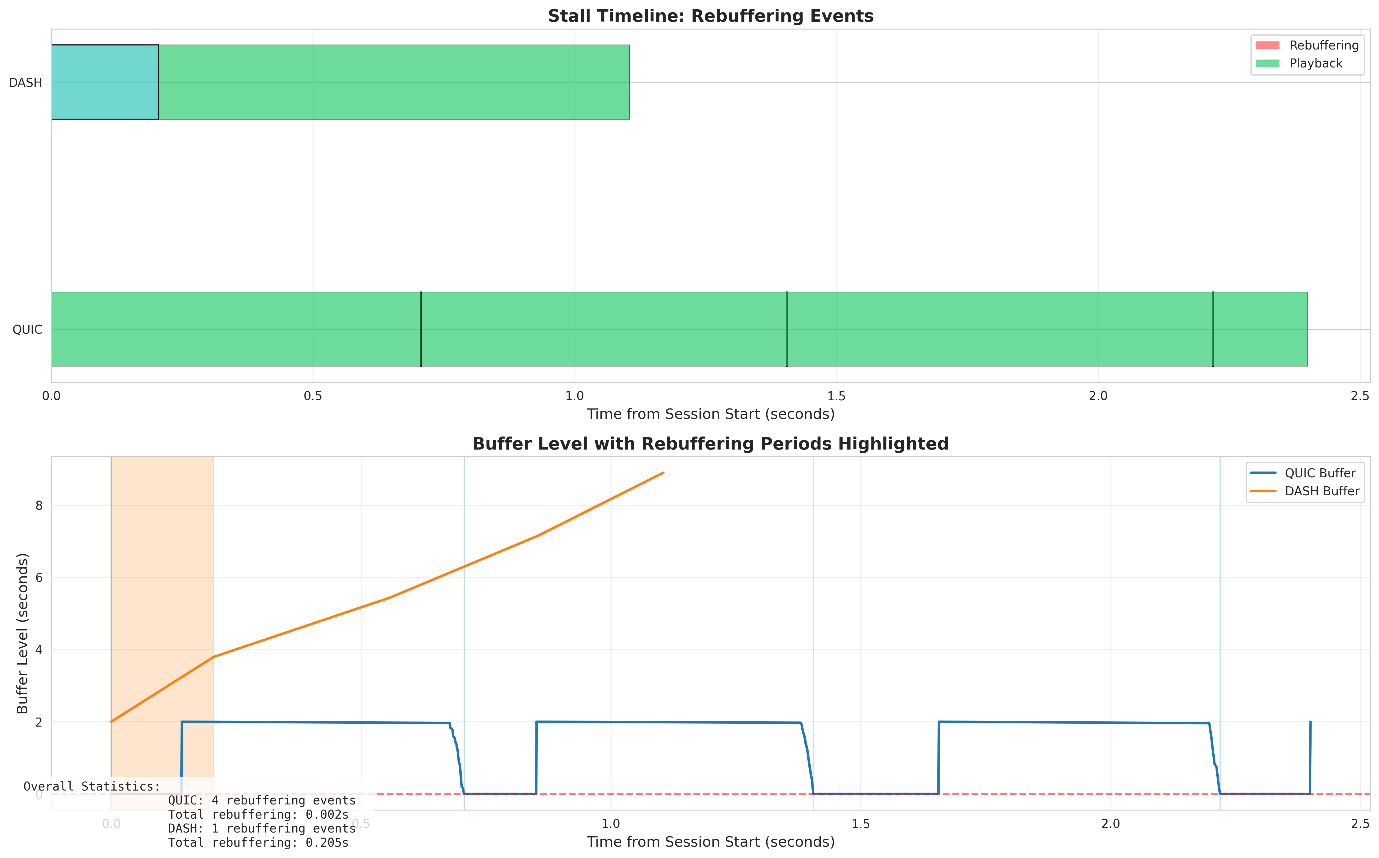 Stall Timeline: Rebuffering Events
Rebuffering
Playback
DASH
QUIC
0.0 0.5 1.0 1.5 2.0 2.5
Time from Session Start (seconds)
Buffer Level with Rebuffering Periods Highlighted
QUIC Buffer
DASH Buffer
Buffer Level (seconds)
8
6
4
2
0
Overall Statistics:
QUIC: 4 rebuffering events
Total rebuffering: 0.002s
DASH: 1 rebuffering events
Total rebuffering: 0.205s
0.0 0.5 1.0 1.5 2.0 2.5
Time from Session Start (seconds)